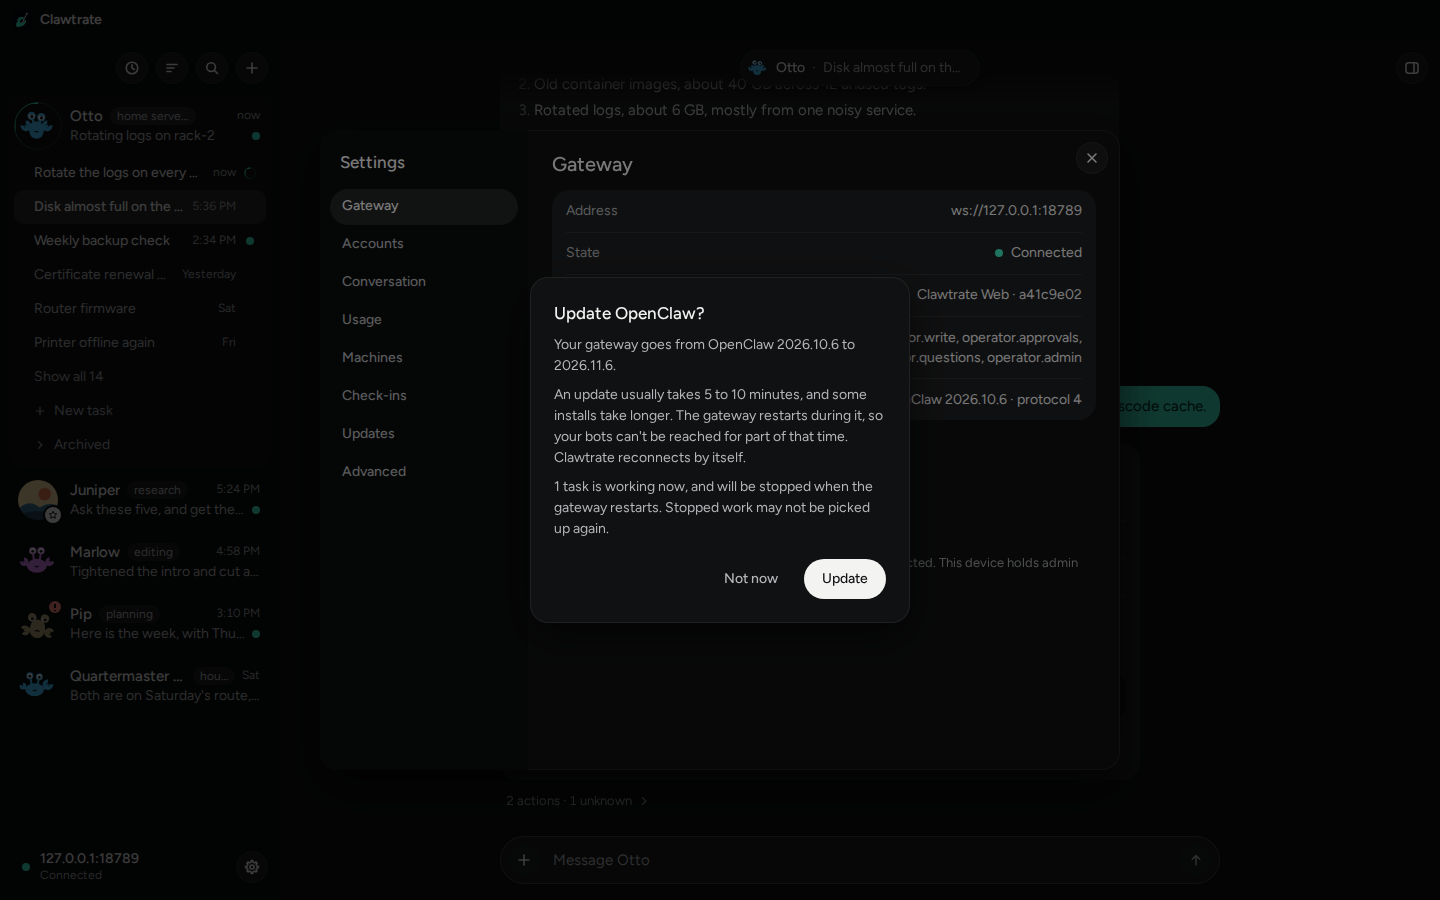 Clawtrate
Otto · Disk almost full on th...
Otto home serve... now
Rotating logs on rack-2
Rotate the logs on every ... now
Disk almost full on the ... 5:36 PM
Weekly backup check 2:34 PM
Certificate renewal ... Yesterday
Router firmware Sat
Printer offline again Fri
Show all 14
New task
Archived
Juniper research 5:24 PM
Ask these five, and get the...
Marlow editing 4:58 PM
Tightened the intro and cut a...
Pip planning 3:10 PM
Here is the week, with Thu...
Quartermaster ... hou... Sat
Both are on Saturday's route,...
127.0.0.1:18789
Connected
2. Old container images, about 40 GB across 12 unused tags.
3. Rotated logs, about 6 GB, mostly from one noisy service.
scode cache.
Settings
Gateway
Accounts
Conversation
Usage
Machines
Check-ins
Updates
Advanced
Gateway
Address ws://127.0.0.1:18789
State Connected
Clawtrate Web · a41c9e02
or.write, operator.approvals,
r.questions, operator.admin
Claw 2026.10.6 · protocol 4
cted. This device holds admin
Update OpenClaw?
Your gateway goes from OpenClaw 2026.10.6 to
2026.11.6.
An update usually takes 5 to 10 minutes, and some
installs take longer. The gateway restarts during it, so
your bots can't be reached for part of that time.
Clawtrate reconnects by itself.
1 task is working now, and will be stopped when the
gateway restarts. Stopped work may not be picked
up again.
Not now
Update
2 actions · 1 unknown
Message Otto